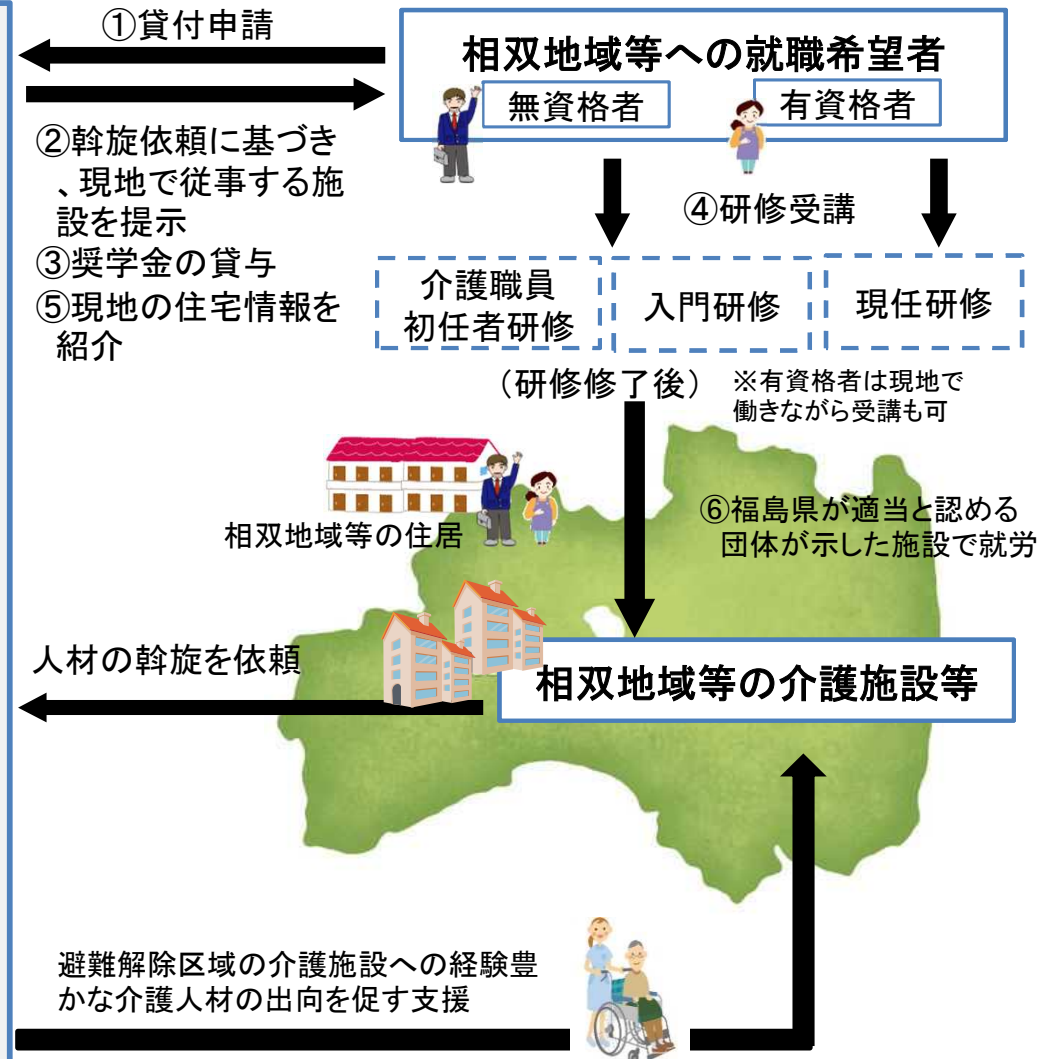 ①貸付申請
相双地域等への就職希望者
無資格者
有資格者
②斡旋依頼に基づき
、現地で従事する施
設を提示
③奨学金の貸与
⑤現地の住宅情報を
紹介
④研修受講
介護職員
初任者研修
入門研修
現任研修
（研修修了後）
※有資格者は現地で
働きながら受講も可
相双地域等の住居
⑥福島県が適当と認める
団体が示した施設で就労
人材の斡旋を依頼
相双地域等の介護施設等
避難解除区域の介護施設への経験豊
かな介護人材の出向を促す支援